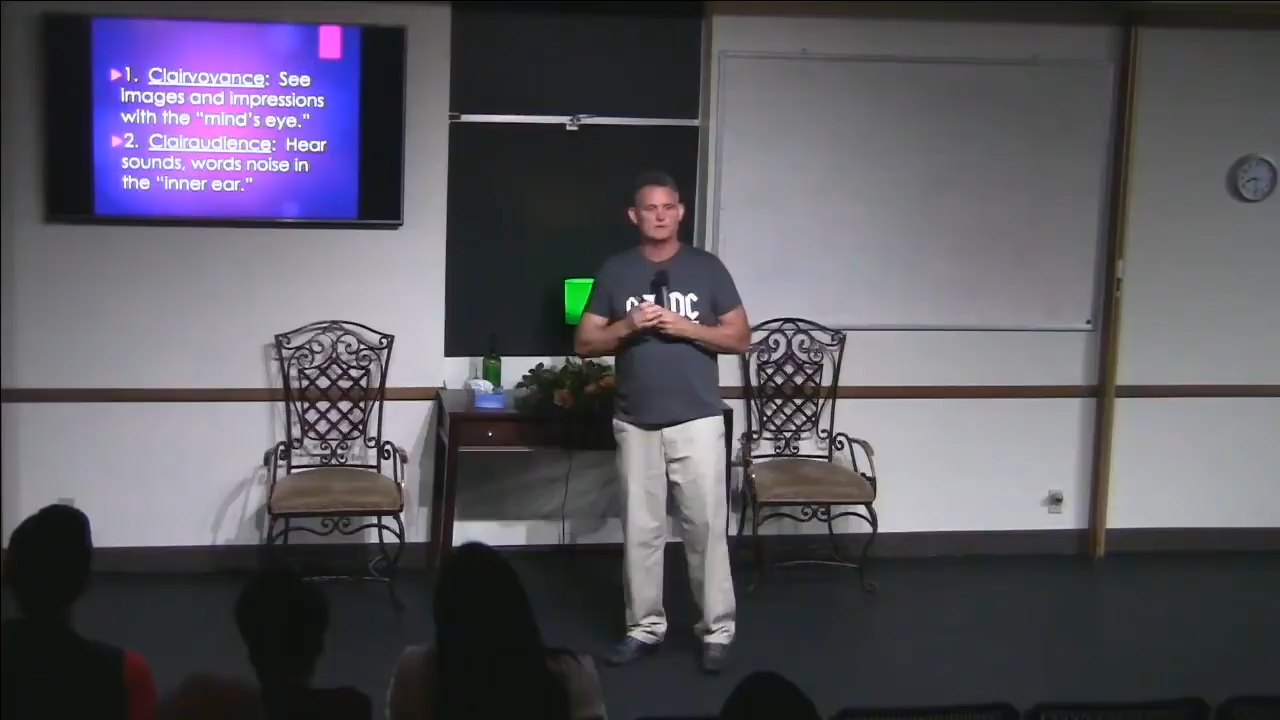 1. Clairvoyance: See
images and impressions
with the "mind's eye."
2. Clairaudience: Hear
sounds, words noise in
the "inner ear."
DC